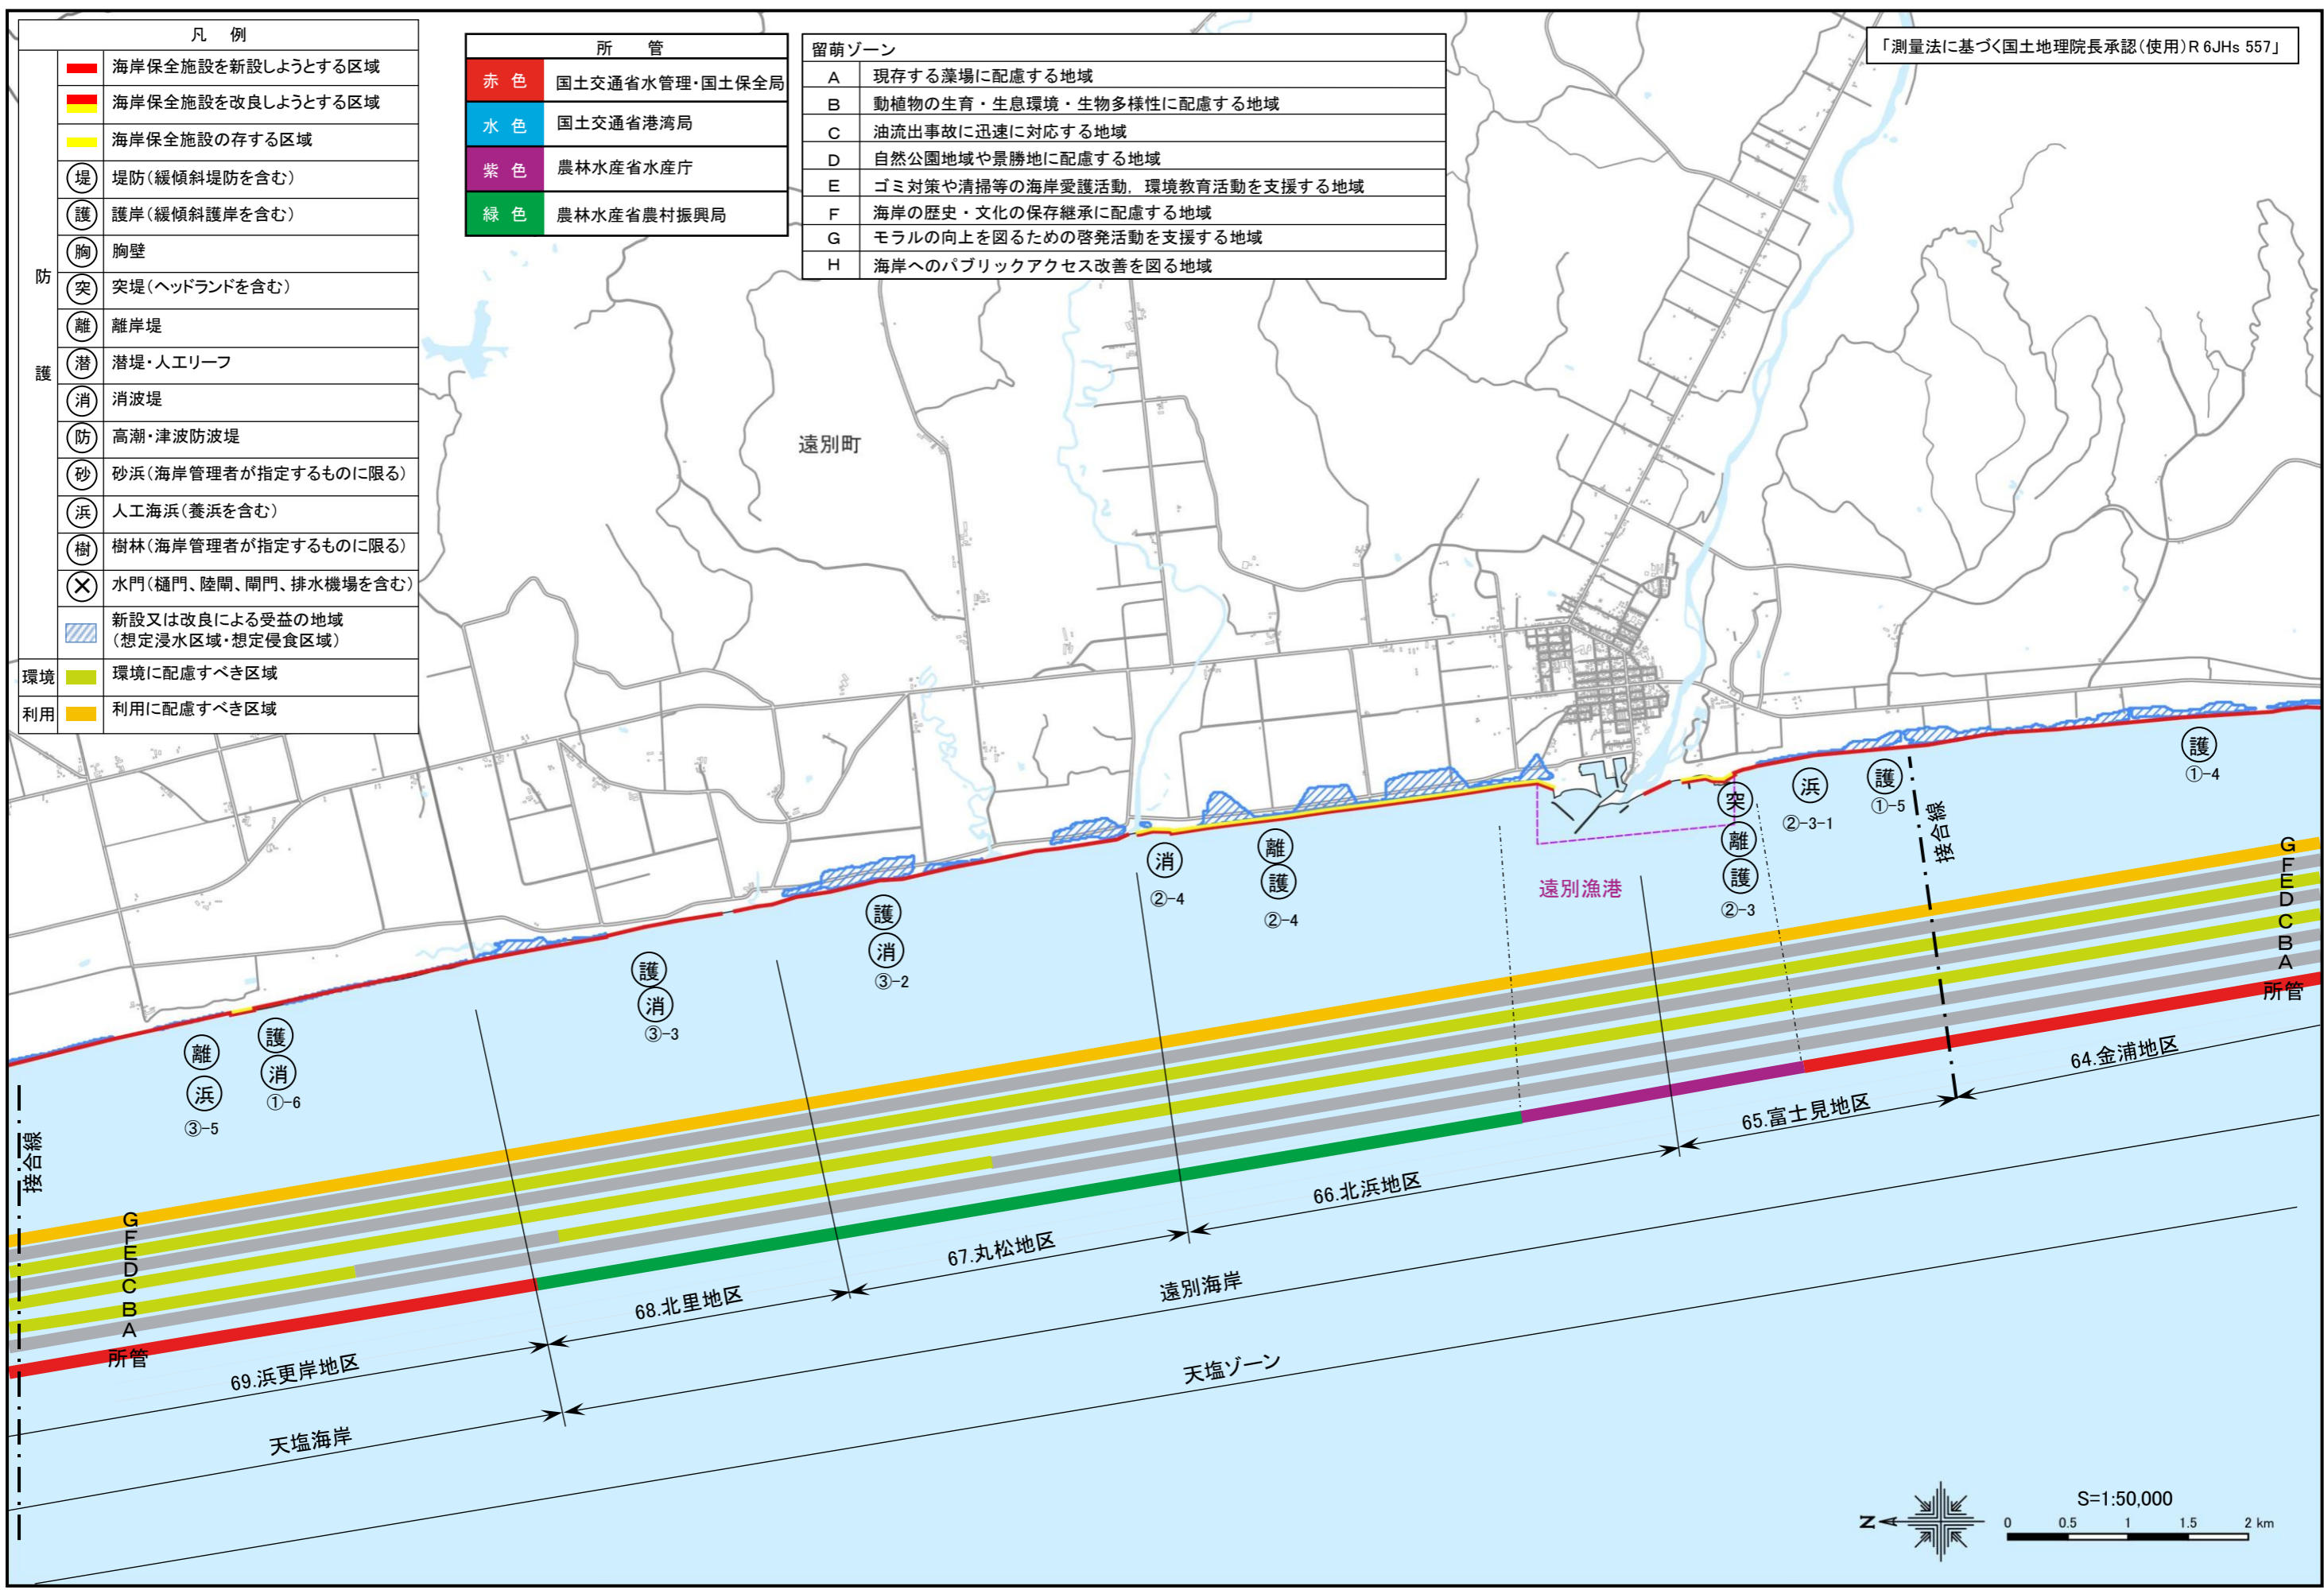 凡 例
防護
海岸保全施設を新設しようとする区域
海岸保全施設を改良しようとする区域
海岸保全施設の存する区域
堤 堤防(緩傾斜堤防を含む)
護 護岸(緩傾斜護岸を含む)
胸 胸壁
突 突堤(ヘッドランドを含む)
離 離岸堤
潜 潜堤・人工リーフ
消 消波堤
防 高潮・津波防波堤
砂 砂浜(海岸管理者が指定するものに限る)
浜 人工海浜(養浜を含む)
樹 樹林(海岸管理者が指定するものに限る)
水門(樋門、陸閘、閘門、排水機場を含む)
新設又は改良による受益の地域
(想定浸水区域・想定侵食区域)
環境 環境に配慮すべき区域
利用 利用に配慮すべき区域
所 管
赤 色 国土交通省水管理・国土保全局
水 色 国土交通省港湾局
紫 色 農林水産省水産庁
緑 色 農林水産省農村振興局
留萌ゾーン
A 現存する藻場に配慮する地域
B 動植物の生育・生息環境・生物多様性に配慮する地域
C 油流出事故に迅速に対応する地域
D 自然公園地域や景勝地に配慮する地域
E ゴミ対策や清掃等の海岸愛護活動,環境教育活動を支援する地域
F 海岸の歴史・文化の保存継承に配慮する地域
G モラルの向上を図るための啓発活動を支援する地域
H 海岸へのパブリックアクセス改善を図る地域
「測量法に基づく国土地理院長承認(使用)R 6JHs 557」
遠別町
離
浜
③-5
護
消
①-6
護
消
③-3
護
消
③-2
消
②-4
離
護
②-4
遠別漁港
突
離
護
②-3
浜
②-3-1
護
①-5
護
①-4
接合線
接合線
G
F
E
D
C
B
A
所管
G
F
E
D
C
B
A
所管
69.浜更岸地区
68.北里地区
67.丸松地区
66.北浜地区
65.富士見地区
64.金浦地区
天塩海岸
遠別海岸
天塩ゾーン
N
S=1:50,000
0 0.5 1 1.5 2 km